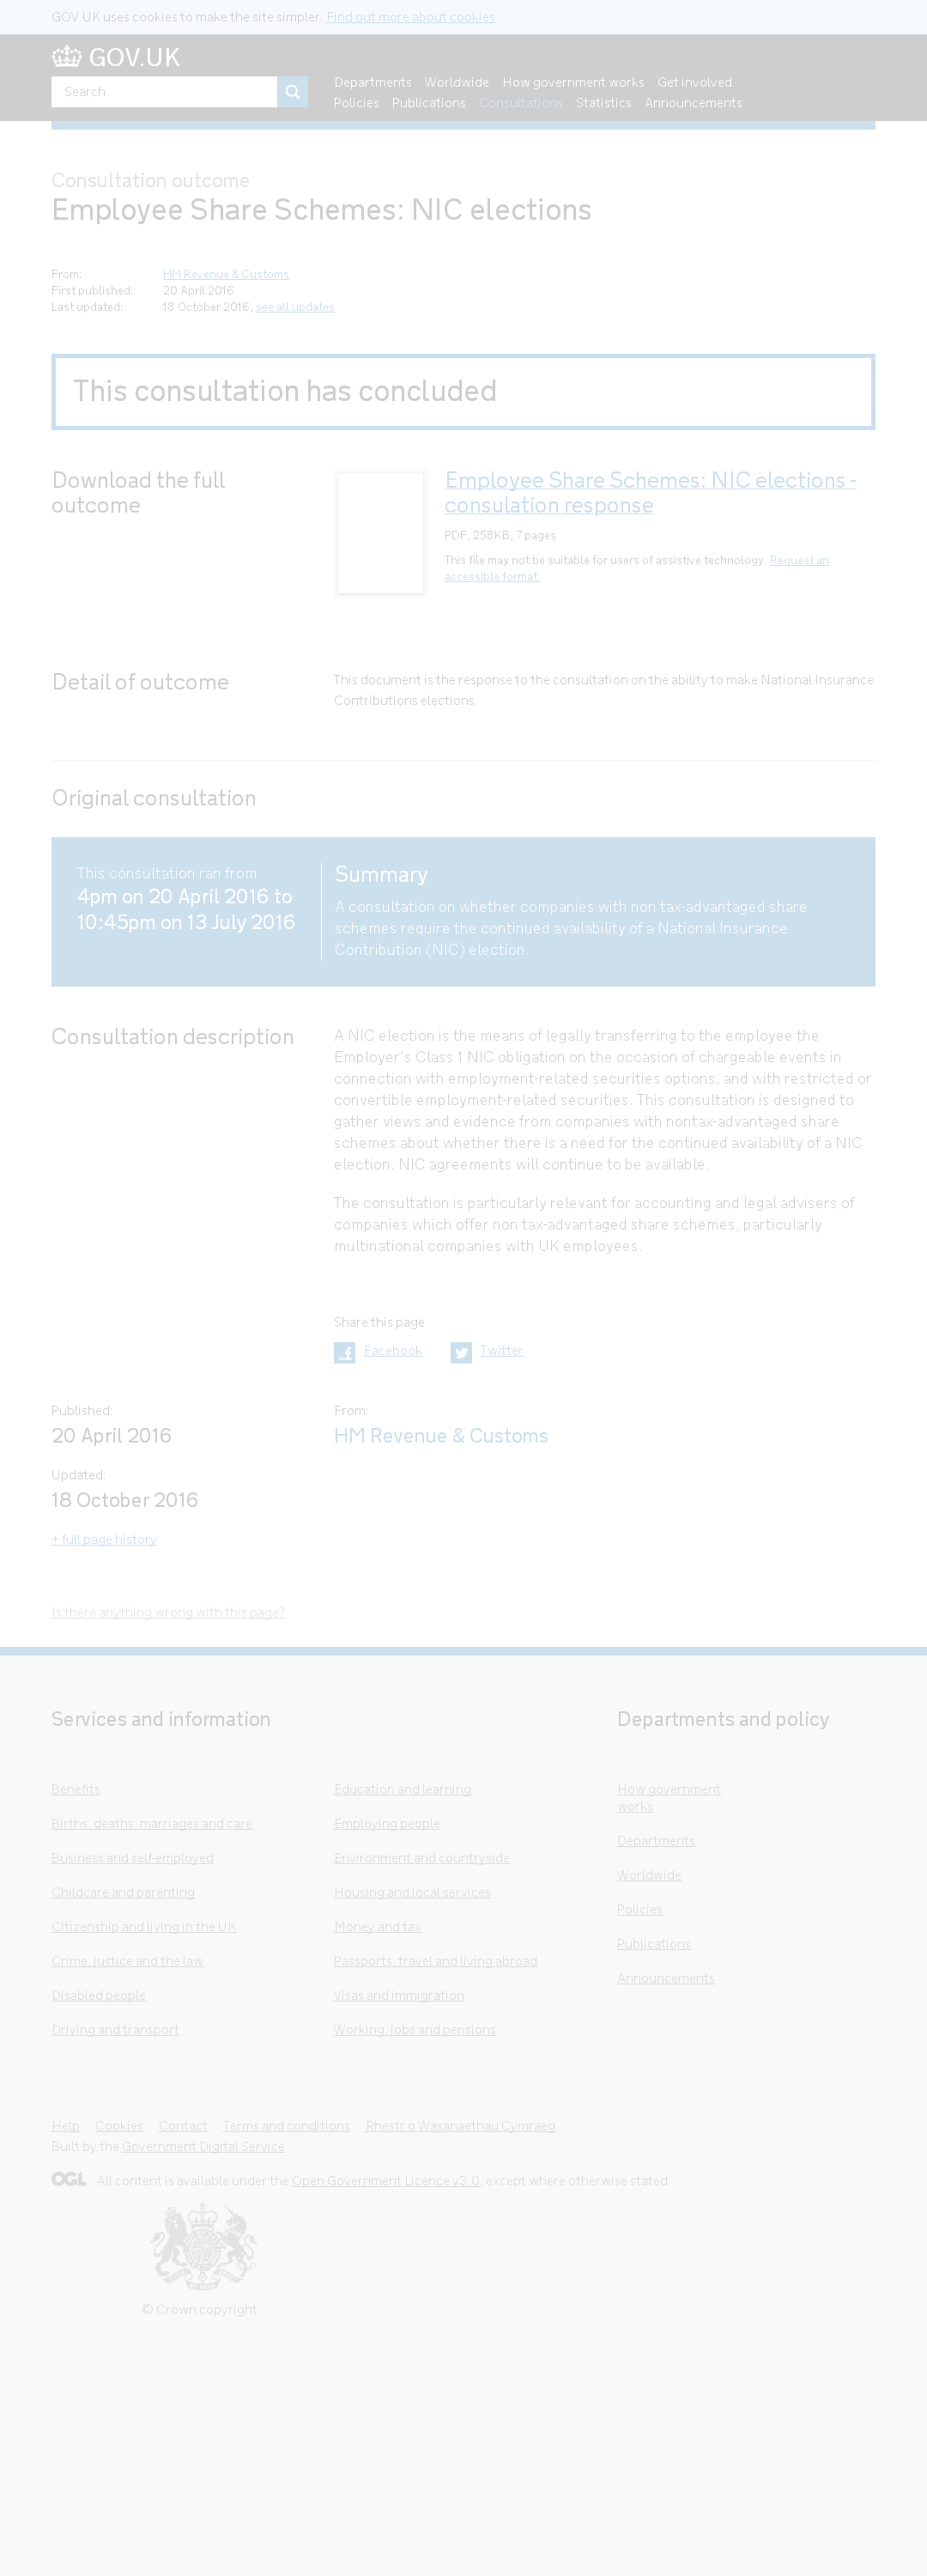 GOV.UK uses cookies to make the site simpler. Find out more about cookies
GOV.UK
Search
Departments Worldwide How government works Get involved
Policies Publications Consultations Statistics Announcements
Consultation outcome
Employee Share Schemes: NIC elections
From: HM Revenue & Customs
First published: 20 April 2016
Last updated: 18 October 2016, see all updates
This consultation has concluded
Download the full
outcome
Employee Share Schemes: NIC elections -
consulation response
PDF, 258KB, 7 pages
This file may not be suitable for users of assistive technology. Request an
accessible format.
Detail of outcome
This document is the response to the consultation on the ability to make National Insurance
Contributions elections.
Original consultation
This consultation ran from
4pm on 20 April 2016 to
10:45pm on 13 July 2016
Summary
A consultation on whether companies with non tax-advantaged share
schemes require the continued availability of a National Insurance
Contribution (NIC) election.
Consultation description
A NIC election is the means of legally transferring to the employee the
Employer's Class 1 NIC obligation on the occasion of chargeable events in
connection with employment-related securities options, and with restricted or
convertible employment-related securities. This consultation is designed to
gather views and evidence from companies with nontax-advantaged share
schemes about whether there is a need for the continued availability of a NIC
election. NIC agreements will continue to be available.
The consultation is particularly relevant for accounting and legal advisers of
companies which offer non tax-advantaged share schemes, particularly
multinational companies with UK employees.
Share this page
Facebook Twitter
Published:
20 April 2016
Updated:
18 October 2016
+ full page history
From:
HM Revenue & Customs
Is there anything wrong with this page?
Services and information
Benefits
Births, deaths, marriages and care
Business and self-employed
Childcare and parenting
Citizenship and living in the UK
Crime, justice and the law
Disabled people
Driving and transport
Education and learning
Employing people
Environment and countryside
Housing and local services
Money and tax
Passports, travel and living abroad
Visas and immigration
Working, jobs and pensions
Departments and policy
How government
works
Departments
Worldwide
Policies
Publications
Announcements
Help Cookies Contact Terms and conditions Rhestr o Wasanaethau Cymraeg
Built by the Government Digital Service
OGL All content is available under the Open Government Licence v3.0, except where otherwise stated
© Crown copyright